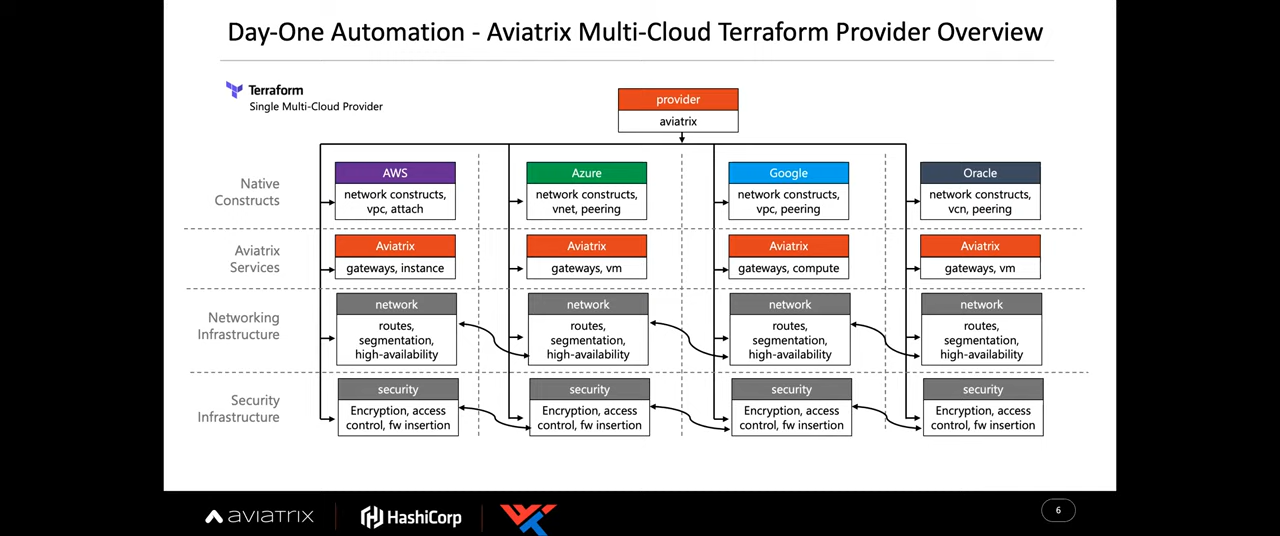 Day-One Automation - Aviatrix Multi-Cloud Terraform Provider Overview
Terraform
Single Multi-Cloud Provider
provider
aviatrix
Native
Constructs
AWS
network constructs,
vpc, attach
Azure
network constructs,
vnet, peering
Google
network constructs,
vpc, peering
Oracle
network constructs,
vcn, peering
Aviatrix
Services
Aviatrix
gateways, instance
Aviatrix
gateways, vm
Aviatrix
gateways, compute
Aviatrix
gateways, vm
Networking
Infrastructure
network
routes,
segmentation,
high-availability
network
routes,
segmentation,
high-availability
network
routes,
segmentation,
high-availability
network
routes,
segmentation,
high-availability
Security
Infrastructure
security
Encryption, access
control, fw insertion
security
Encryption, access
control, fw insertion
security
Encryption, access
control, fw insertion
security
Encryption, access
control, fw insertion
aviatrix
HashiCorp
6